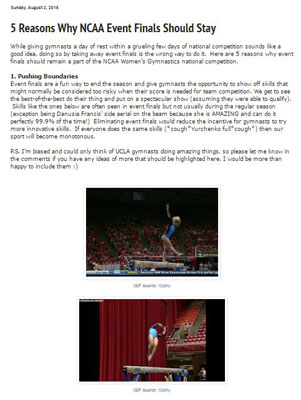 Sunday, August 2, 2015
5 Reasons Why NCAA Event Finals Should Stay
While giving gymnasts a day of rest within a grueling few days of national competition sounds like a
good idea, doing so by taking away event finals is the wrong way to do it.  Here are 5 reasons why event
finals should remain a part of the NCAA Women's Gymnastics national competition.
1. Pushing Boundaries
Event finals are a fun way to end the season and give gymnasts the opportunity to show off skills that
might normally be considered too risky when their score is needed for team competition. We get to see
the best-of-the-best do their thing and put on a spectacular show (assuming they were able to qualify).
Skills like the ones below are often seen in event finals but not usually during the regular season
(exception being Danusia Francis' side aerial on the beam because she is AMAZING and can do it
perfectly 99.9% of the time!)  Eliminating event finals would reduce the incentive for gymnasts to try
more innovative skills.  If everyone does the same skills (*cough*Yurchenko full*cough*) then our
sport will become monotonous.
P.S. I'm biased and could only think of UCLA gymnasts doing amazing things, so please let me know in
the comments if you have any ideas of more that should be highlighted here. I would be more than
happy to include them :)
GIF source: Giphy
GIF source: Giphy